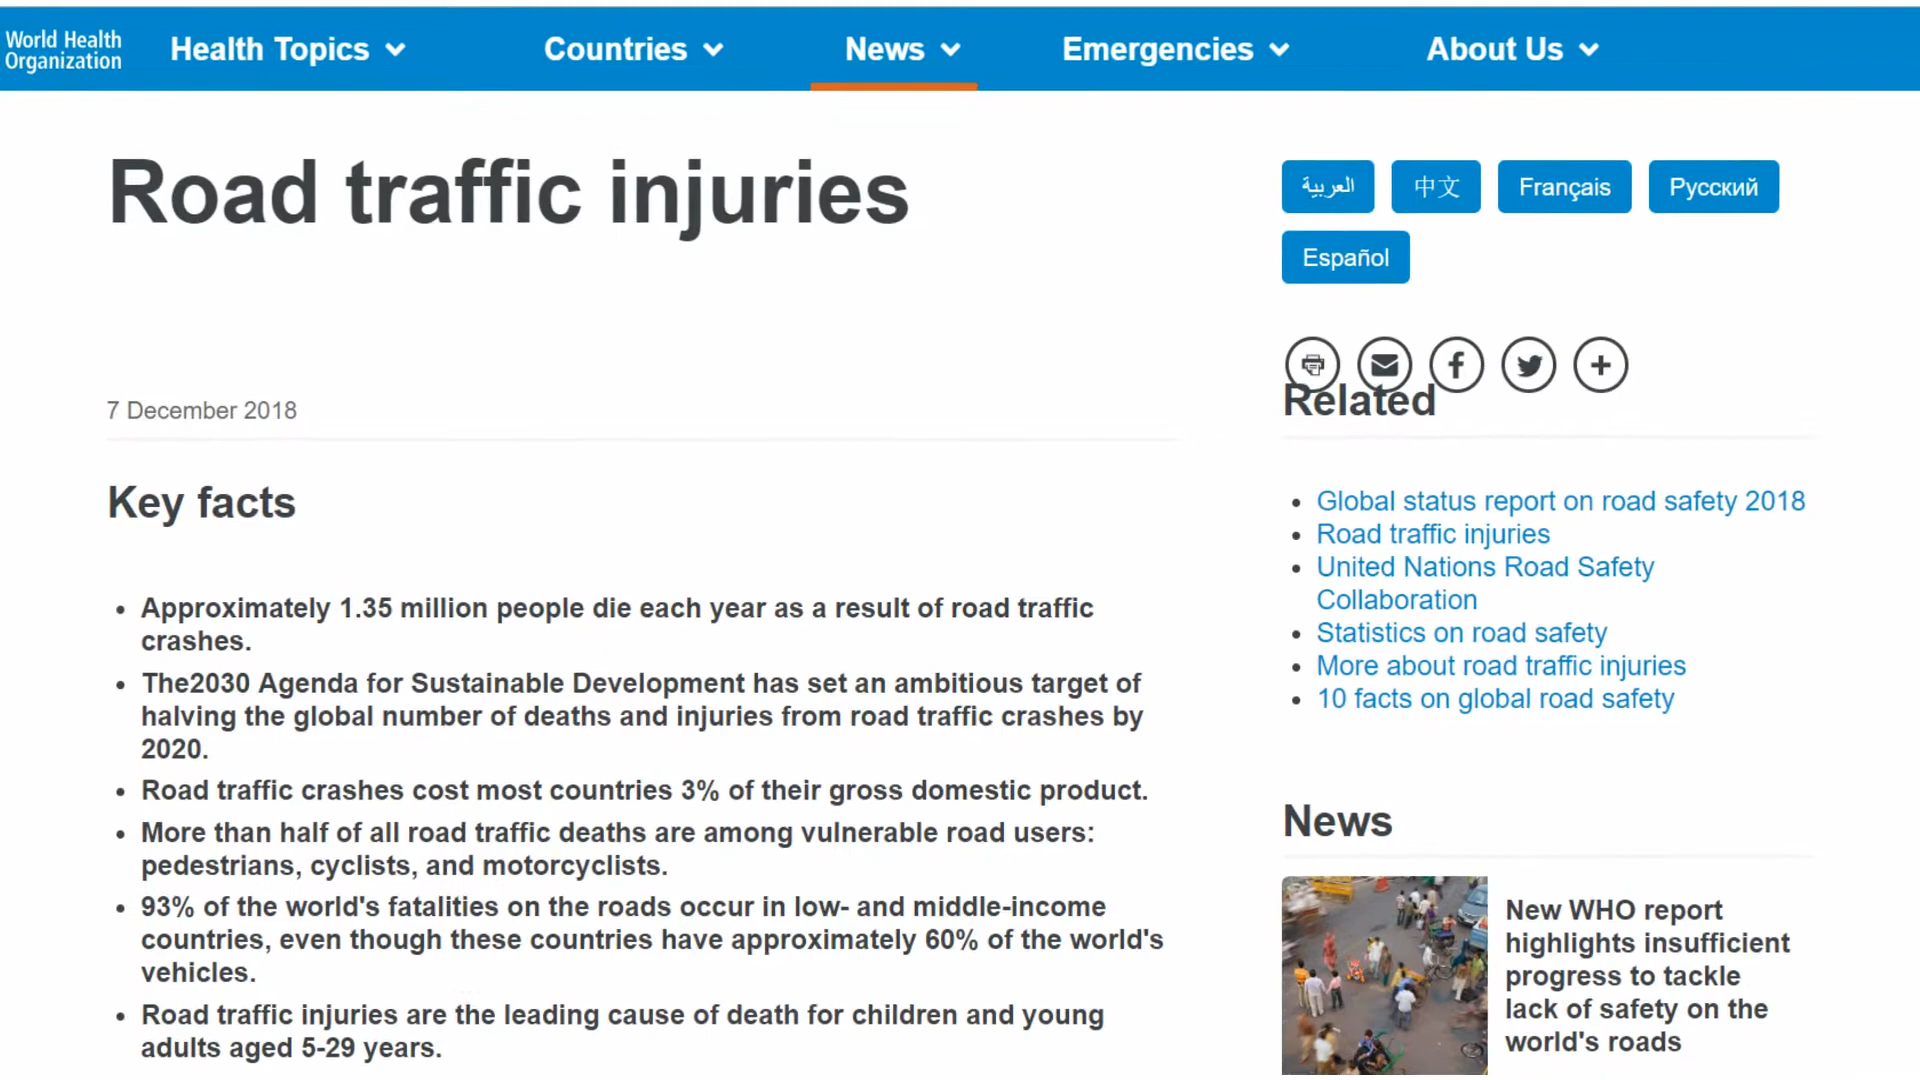 World Health
Organization
Health Topics
Countries
News
Emergencies
About Us
Road traffic injuries
العربية
中文
Français
Русский
Español
7 December 2018
Key facts
• Approximately 1.35 million people die each year as a result of road traffic
crashes.
• The2030 Agenda for Sustainable Development has set an ambitious target of
halving the global number of deaths and injuries from road traffic crashes by
2020.
• Road traffic crashes cost most countries 3% of their gross domestic product.
• More than half of all road traffic deaths are among vulnerable road users:
pedestrians, cyclists, and motorcyclists.
• 93% of the world's fatalities on the roads occur in low- and middle-income
countries, even though these countries have approximately 60% of the world's
vehicles.
• Road traffic injuries are the leading cause of death for children and young
adults aged 5-29 years.
Related
• Global status report on road safety 2018
• Road traffic injuries
• United Nations Road Safety
Collaboration
• Statistics on road safety
• More about road traffic injuries
• 10 facts on global road safety
News
New WHO report
highlights insufficient
progress to tackle
lack of safety on the
world's roads